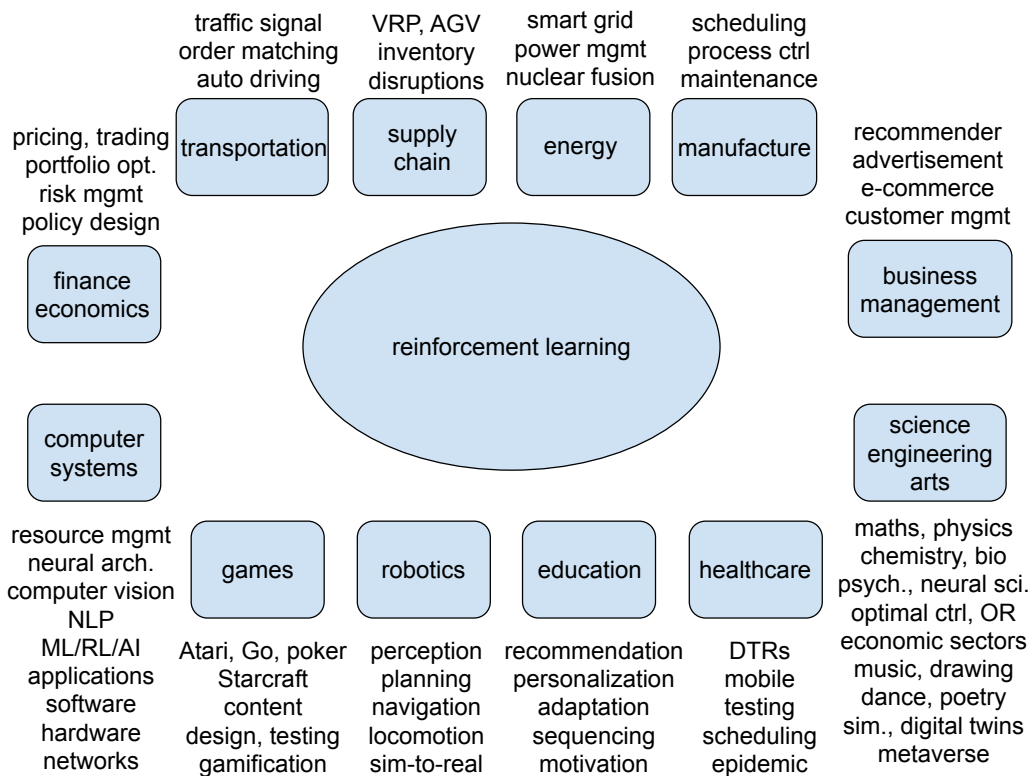 traffic signal
order matching
auto driving
VRP, AGV
inventory
disruptions
smart grid
power mgmt
nuclear fusion
scheduling
process ctrl
maintenance
transportation
supply
chain
energy
manufacture
pricing, trading
portfolio opt.
risk mgmt
policy design
finance
economics
recommender
advertisement
e-commerce
customer mgmt
business
management
reinforcement learning
computer
systems
resource mgmt
neural arch.
computer vision
NLP
ML/RL/AI
applications
software
hardware
networks
science
engineering
arts
maths, physics
chemistry, bio
psych., neural sci.
optimal ctrl, OR
economic sectors
music, drawing
dance, poetry
sim., digital twins
metaverse
games
Atari, Go, poker
Starcraft
content
design, testing
gamification
robotics
perception
planning
navigation
locomotion
sim-to-real
education
recommendation
personalization
adaptation
sequencing
motivation
healthcare
DTRs
mobile
testing
scheduling
epidemic